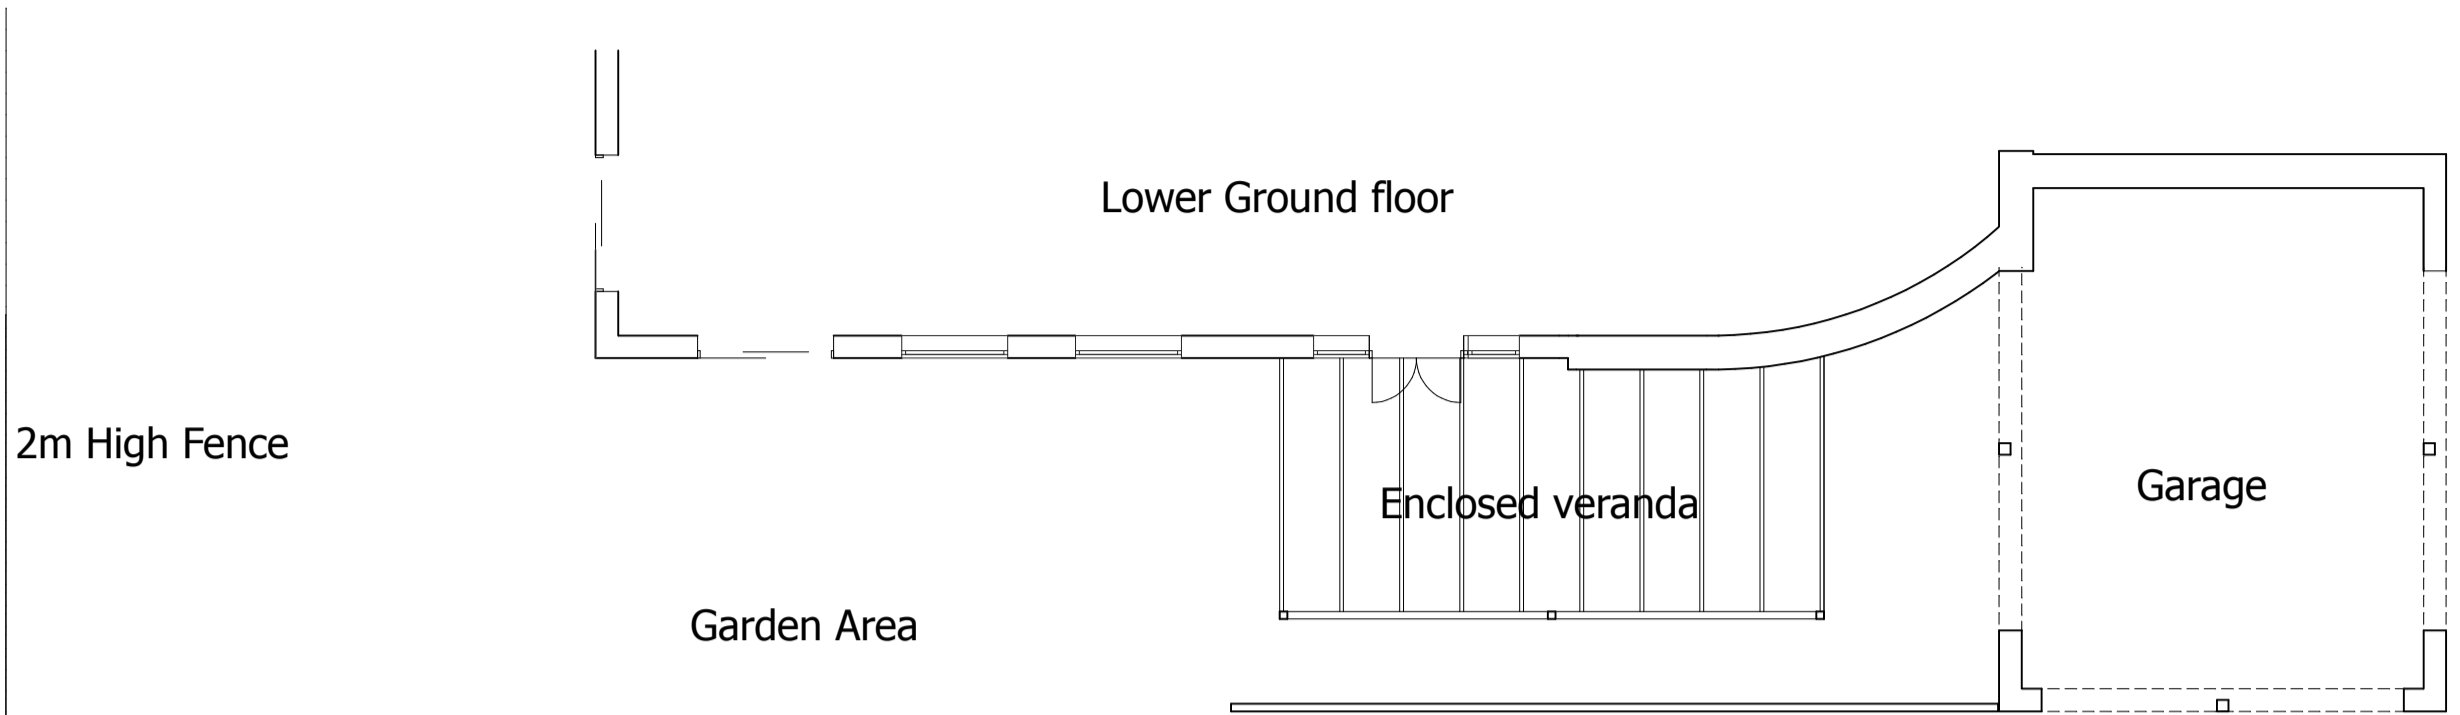 Lower Ground floor
2m High Fence
Enclosed veranda
Garage
Garden Area